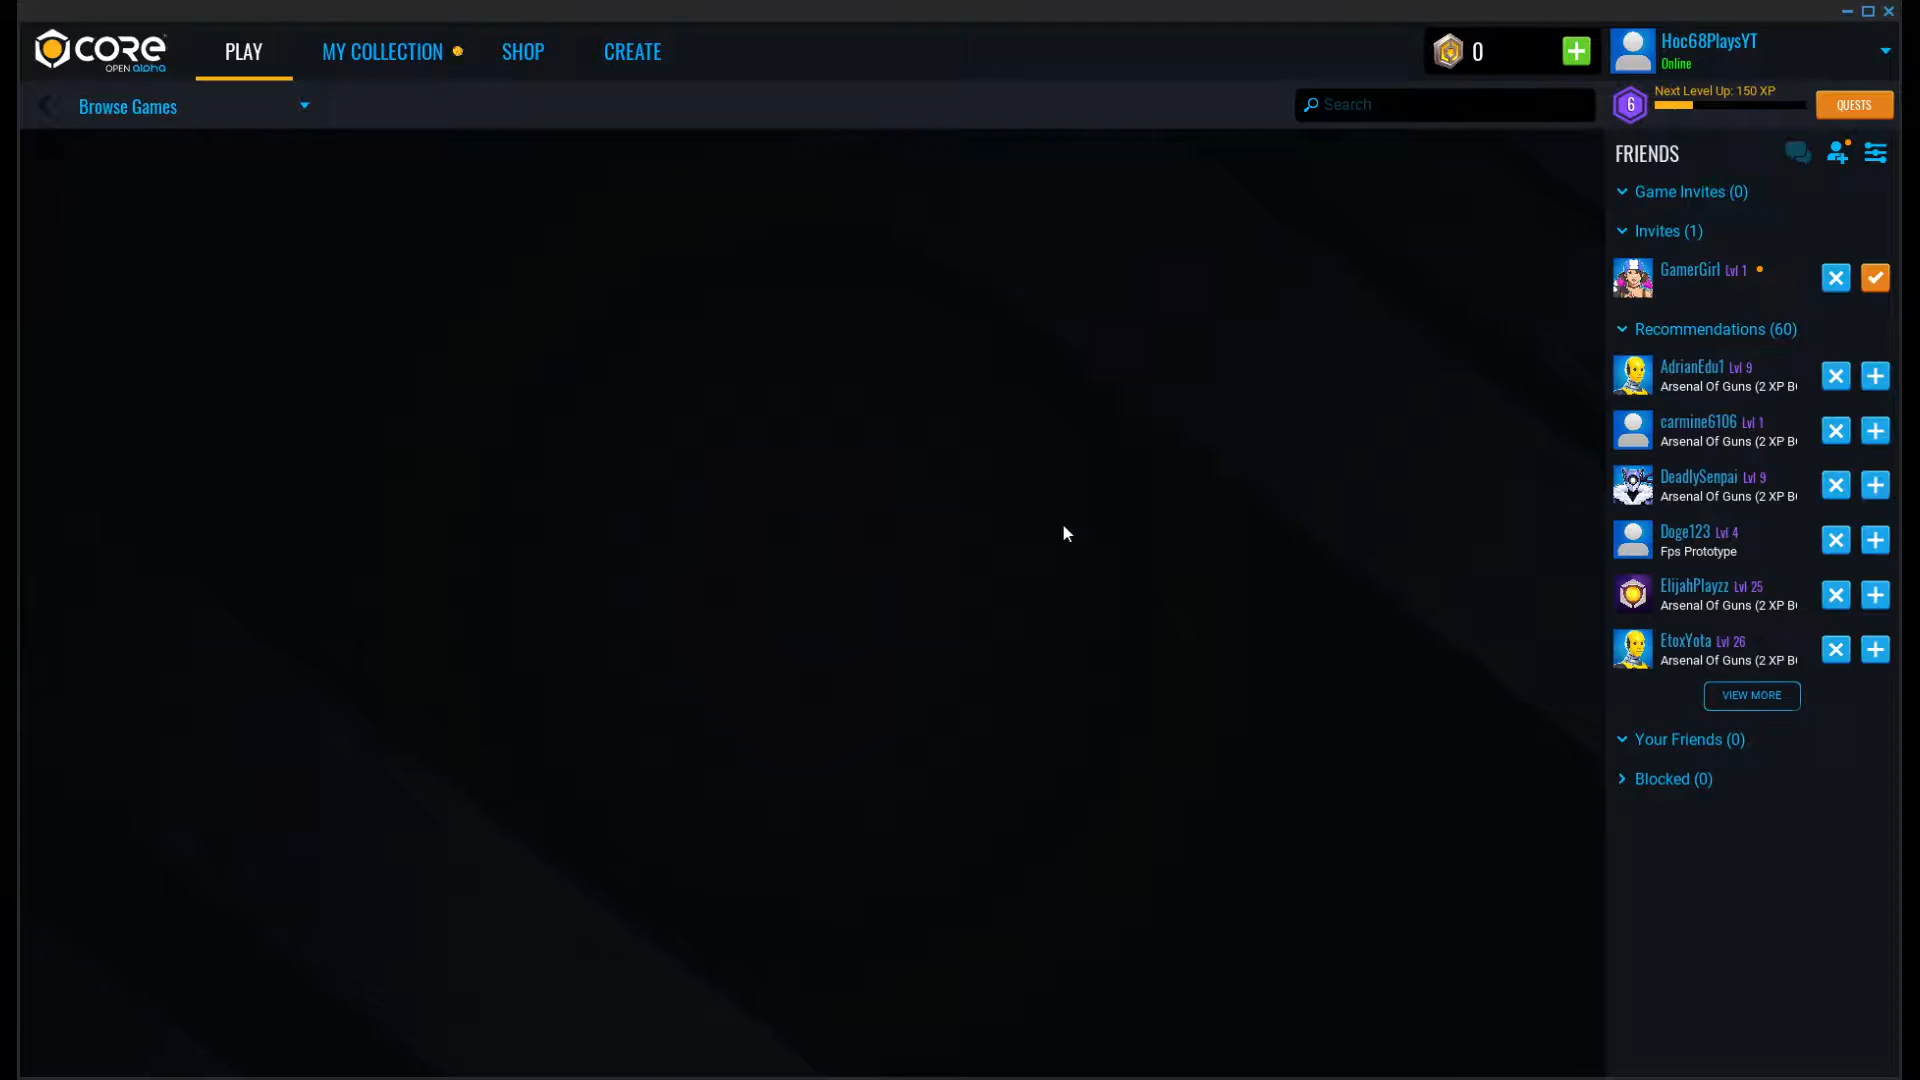 CORE
OPEN alpha
PLAY
MY COLLECTION
SHOP
CREATE
0
Hoc68PlaysYT
Online
Browse Games
Search
6
Next Level Up: 150 XP
QUESTS
FRIENDS
Game Invites (0)
Invites (1)
GamerGirl Lvl 1
Recommendations (60)
AdrianEdu1 Lvl 9
Arsenal Of Guns (2 XP
carmine6106 Lvl 1
Arsenal Of Guns (2 XP
DeadlySenpai Lvl 9
Arsenal Of Guns (2 XP
Doge123 Lvl 4
Fps Prototype
ElijahPlayzz Lvl 25
Arsenal Of Guns (2 XP
EtoxYota Lvl 26
Arsenal Of Guns (2 XP
VIEW MORE
Your Friends (0)
Blocked (0)